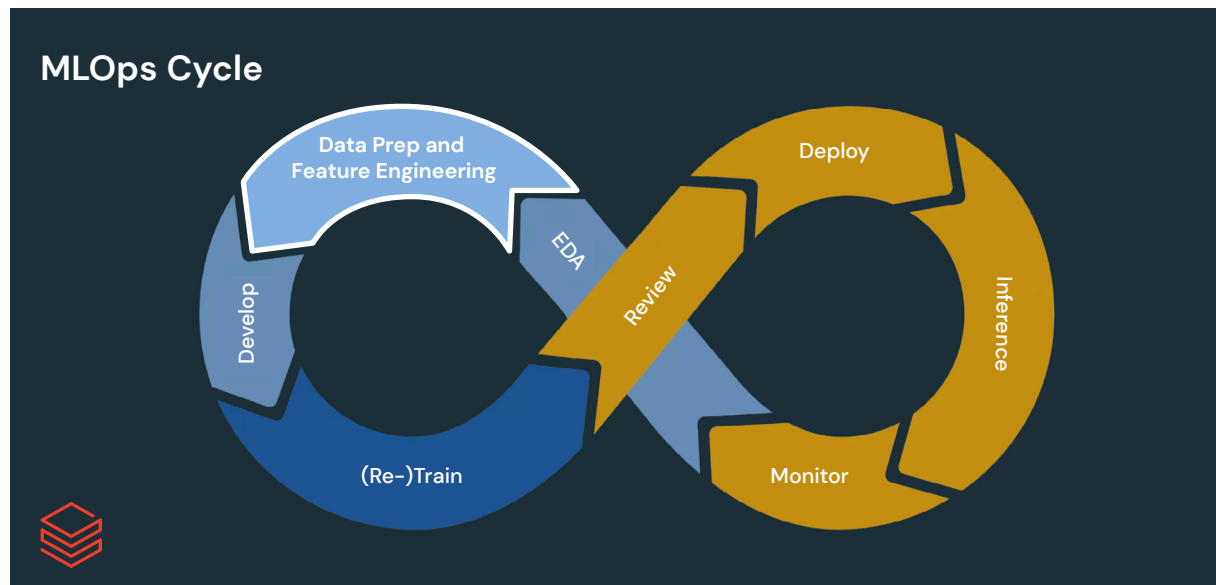 MLOps Cycle
Data Prep and
Feature Engineering
Deploy
EDA
Review
Develop
Inference
(Re-)Train
Monitor